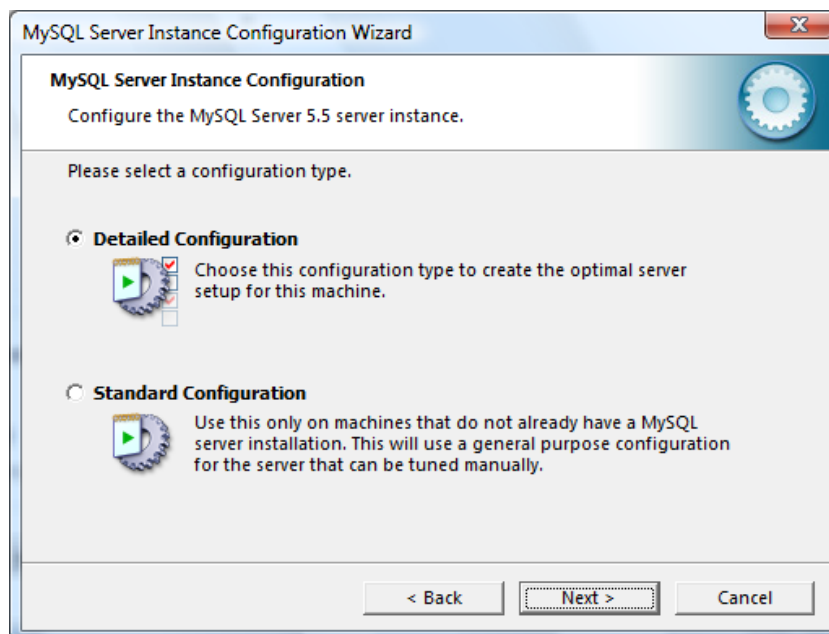 MySQL Server Instance Configuration Wizard
MySQL Server Instance Configuration
Configure the MySQL Server 5.5 server instance.
Please select a configuration type.
Detailed Configuration
Choose this configuration type to create the optimal server
setup for this machine.
Standard Configuration
Use this only on machines that do not already have a MySQL
server installation. This will use a general purpose configuration
for the server that can be tuned manually.
< Back Next > Cancel